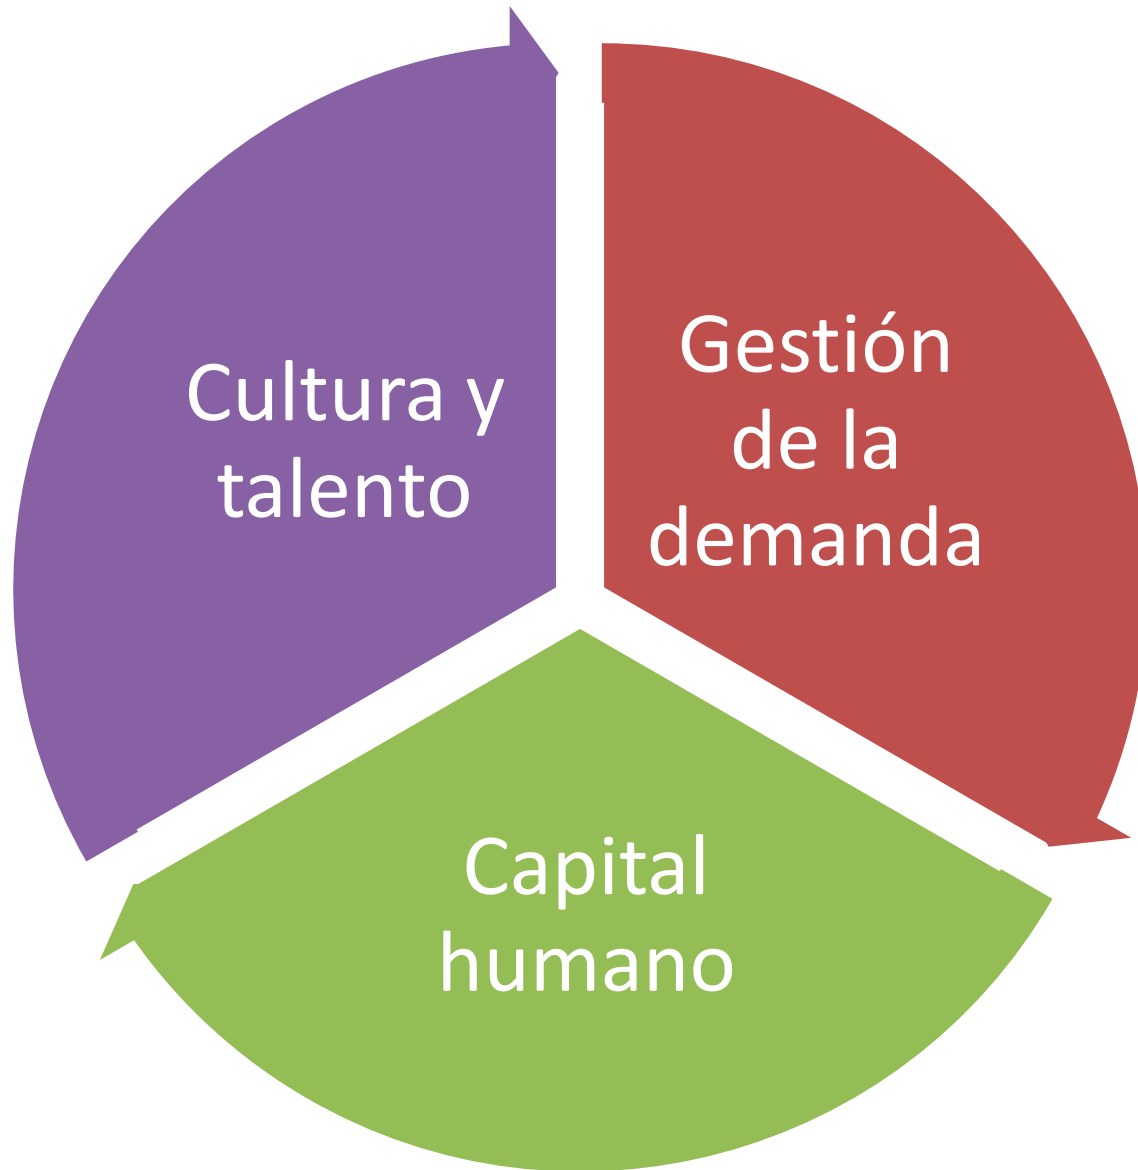 Cultura y
talento
Gestión
de la
demanda
Capital
humano